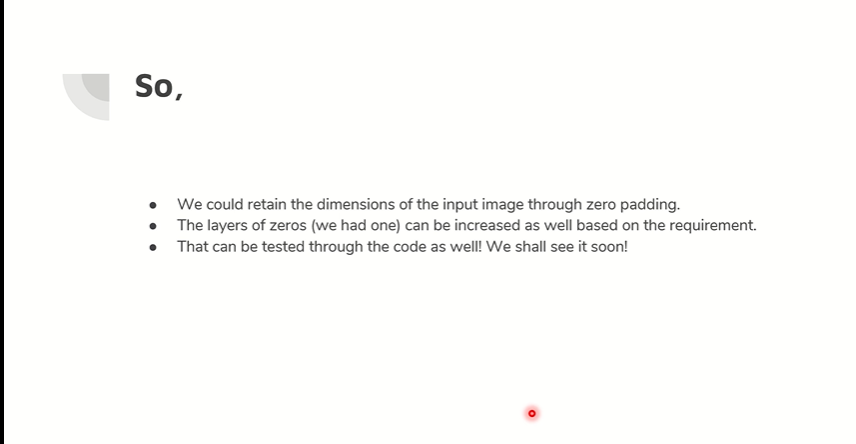 So,
● We could retain the dimensions of the input image through zero padding.
● The layers of zeros (we had one) can be increased as well based on the requirement.
● That can be tested through the code as well! We shall see it soon!